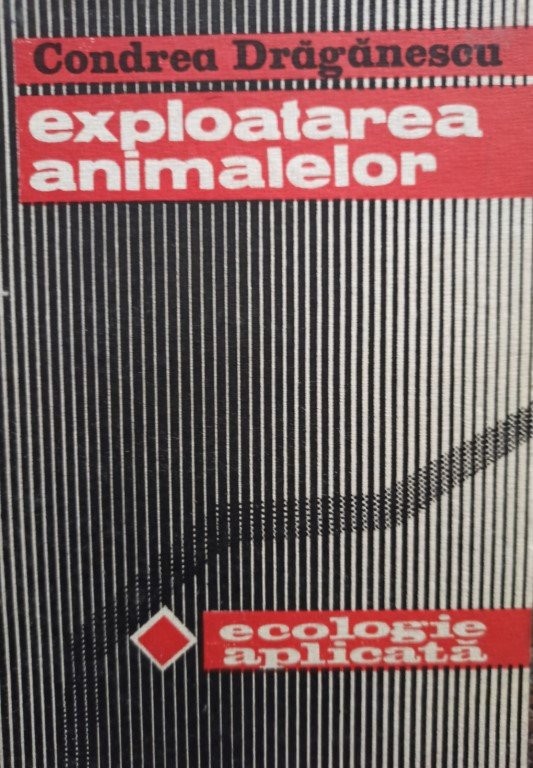 Condrea Drăgănescu
exploatarea
animalelor
ecologie
aplicată